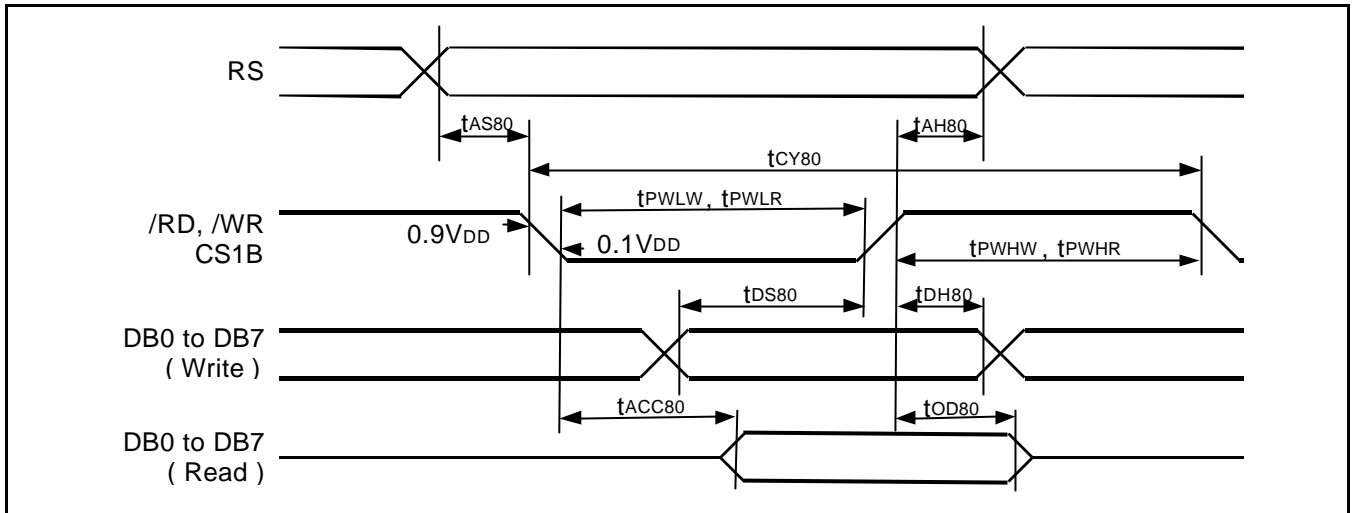 RS
tAS80
tAH80
tCY80
/RD, /WR
CS1B
tPWLW, tPWLR
0.9VDD
0.1VDD
tPWHW, tPWHR
tDS80
tDH80
DB0 to DB7
( Write )
tACC80
tOD80
DB0 to DB7
( Read )